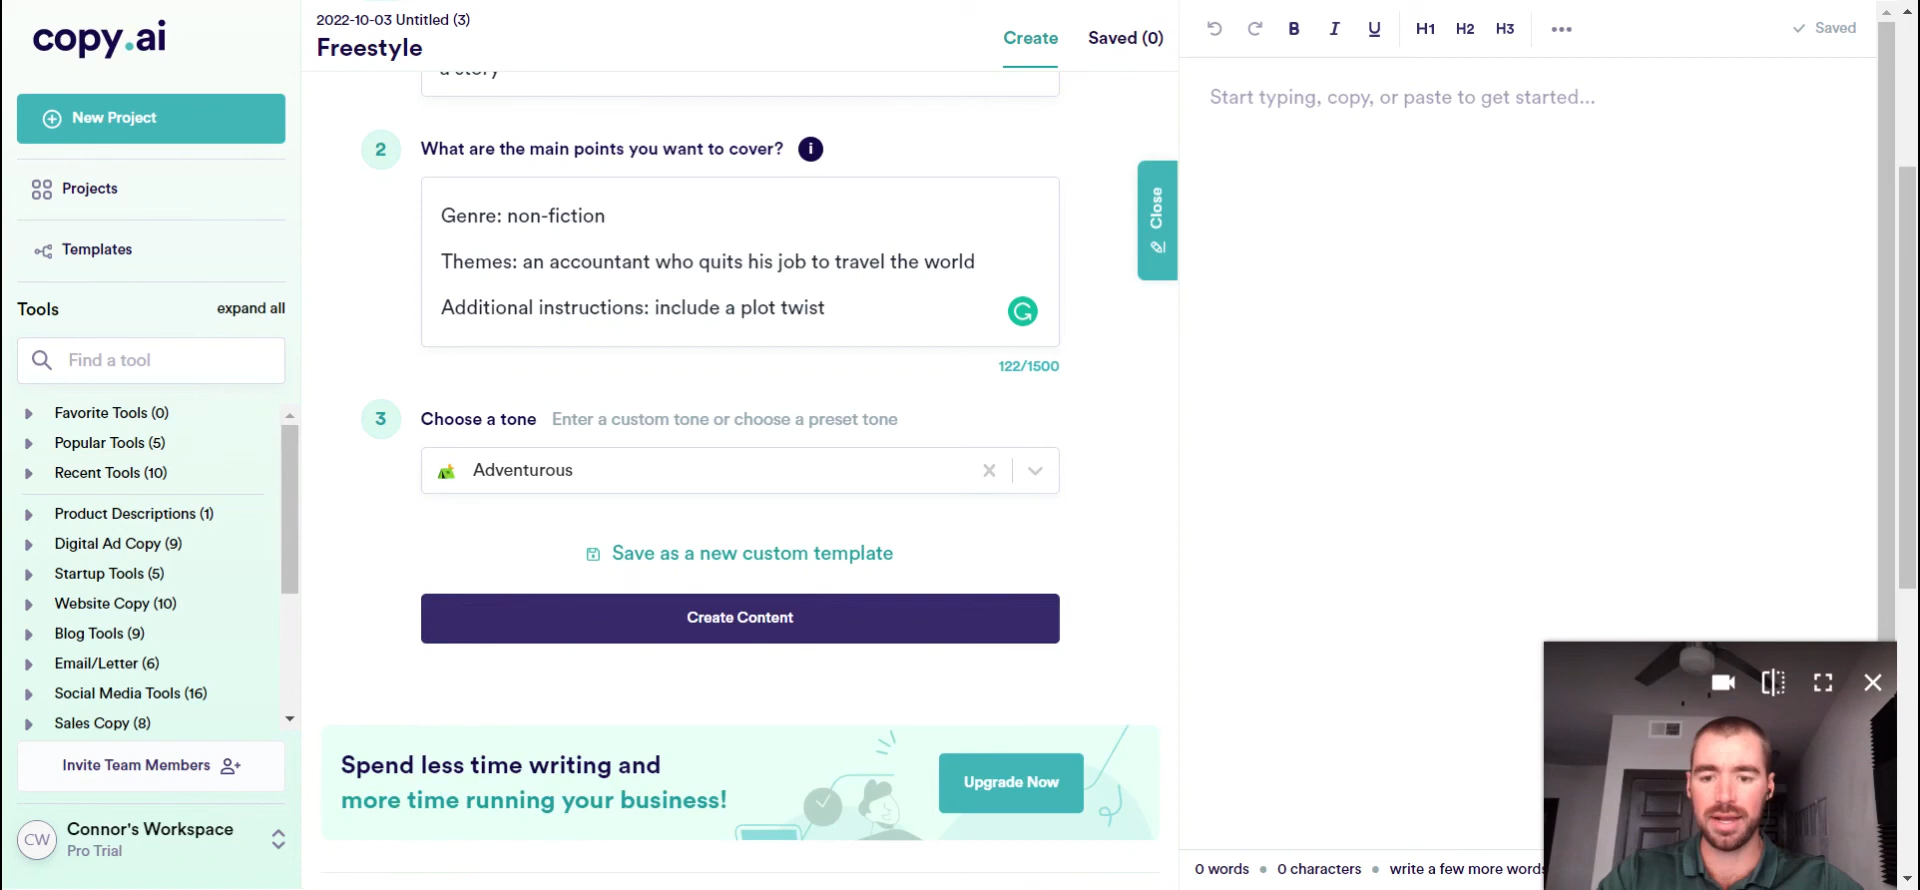 copy.ai
New Project
Projects
Templates
Tools
expand all
Find a tool
Favorite Tools (0)
Popular Tools (5)
Recent Tools (10)
Product Descriptions (1)
Digital Ad Copy (9)
Startup Tools (5)
Website Copy (10)
Blog Tools (9)
Email/Letter (6)
Social Media Tools (16)
Sales Copy (8)
Invite Team Members
CW
Connor's Workspace
Pro Trial
2022-10-03 Untitled (3)
Freestyle
Create
Saved (0)
a story
2
What are the main points you want to cover?
i
Genre: non-fiction
Themes: an accountant who quits his job to travel the world
Additional instructions: include a plot twist
G
122/1500
3
Choose a tone
Enter a custom tone or choose a preset tone
Adventurous
Save as a new custom template
Create Content
Spend less time writing and
more time running your business!
Upgrade Now
Close
B
I
U
H1
H2
H3
Saved
Start typing, copy, or paste to get started...
0 words
0 characters
write a few more words